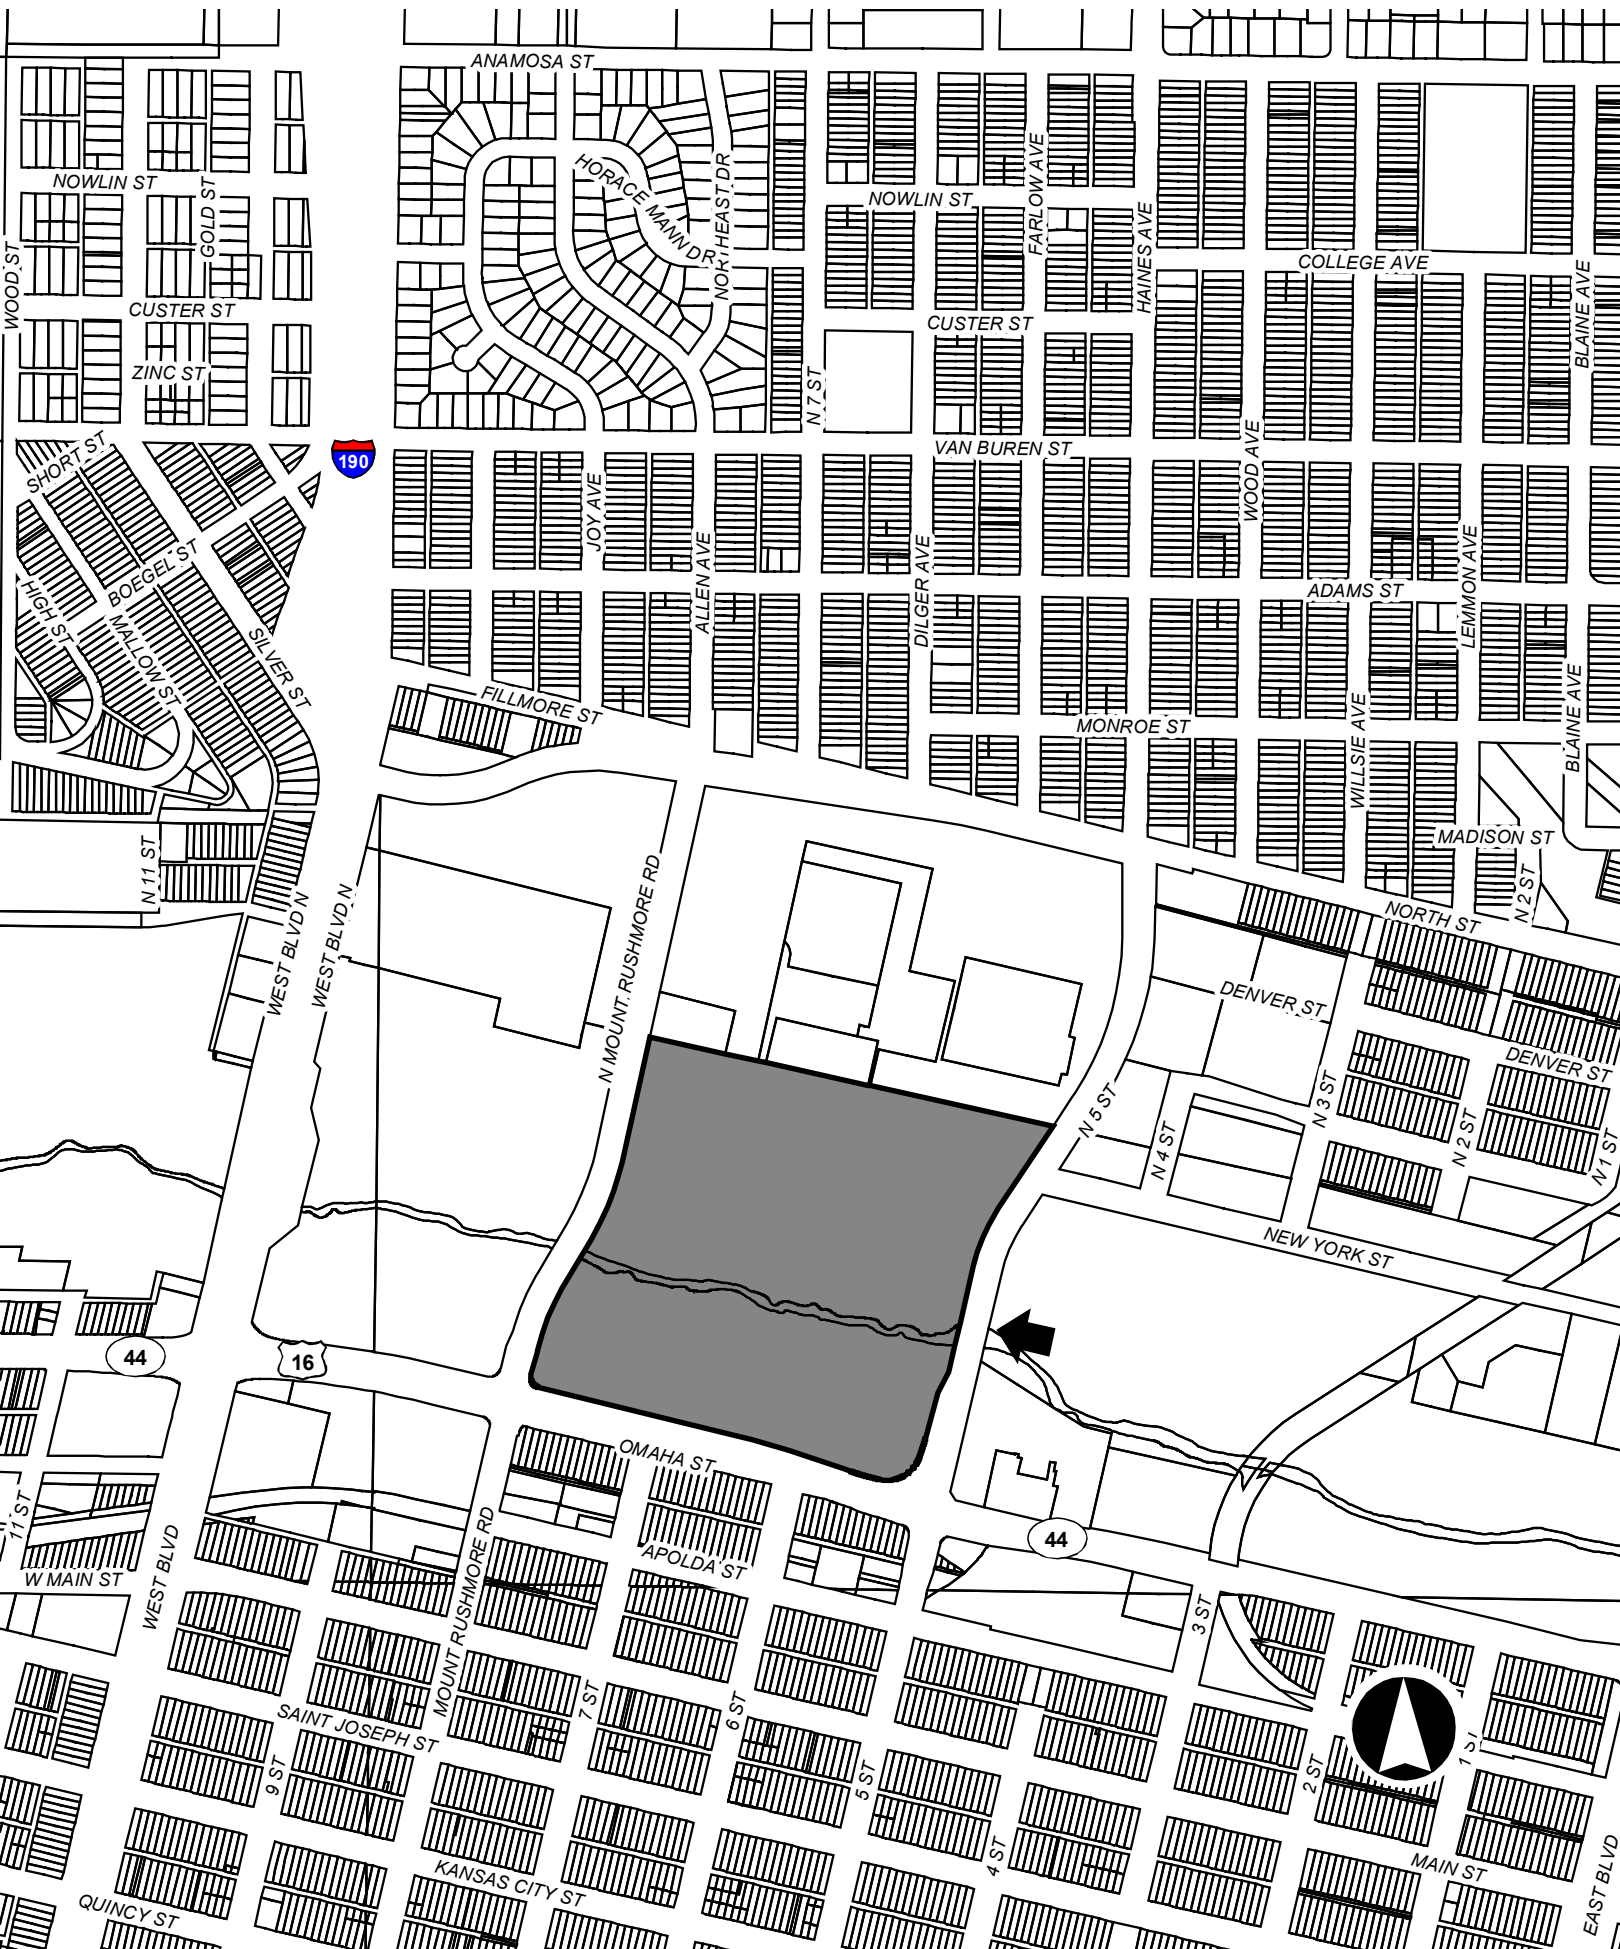 ANAMOSA ST
NOWLIN ST
GOLD ST
WOOD ST
CUSTER ST
ZINC ST
HORACE MANN DR
NORTHEAST DR
FARLOW AVE
NOWLIN ST
HAINES AVE
COLLEGE AVE
BLAINE AVE
CUSTER ST
N 7 ST
SHORT ST
190
VAN BUREN ST
WOOD AVE
JOY AVE
ALLEN AVE
DILGER AVE
LEMMON AVE
ADAMS ST
BOEGEL ST
HIGH ST
MALLOW ST
SILVER ST
FILLMORE ST
MONROE ST
WILLSIE AVE
BLAINE AVE
MADISON ST
N 11 ST
N 2 ST
NORTH ST
WEST BLVD N
WEST BLVD N
N MOUNT RUSHMORE RD
DENVER ST
DENVER ST
N 5 ST
N 4 ST
N 3 ST
N 2 ST
N 1 ST
NEW YORK ST
44
16
OMAHA ST
44
11 ST
W MAIN ST
WEST BLVD
MOUNT RUSHMORE RD
APOLDA ST
3 ST
SAINT JOSEPH ST
9 ST
7 ST
6 ST
5 ST
4 ST
2 ST
1 ST
KANSAS CITY ST
QUINCY ST
MAIN ST
EAST BLVD